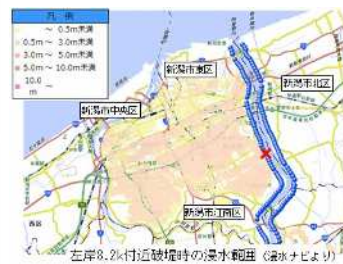 凡 例
～ 0.5m未満
0.5m ～ 3.0m未満
3.0m ～ 5.0m未満
5.0m ～ 10.0m未満
10.0m ～
新潟市東区
新潟市北区
新潟市中央区
新潟市江南区
西区
左岸8.2k付近破堤時の浸水範囲（浸水ナビより）